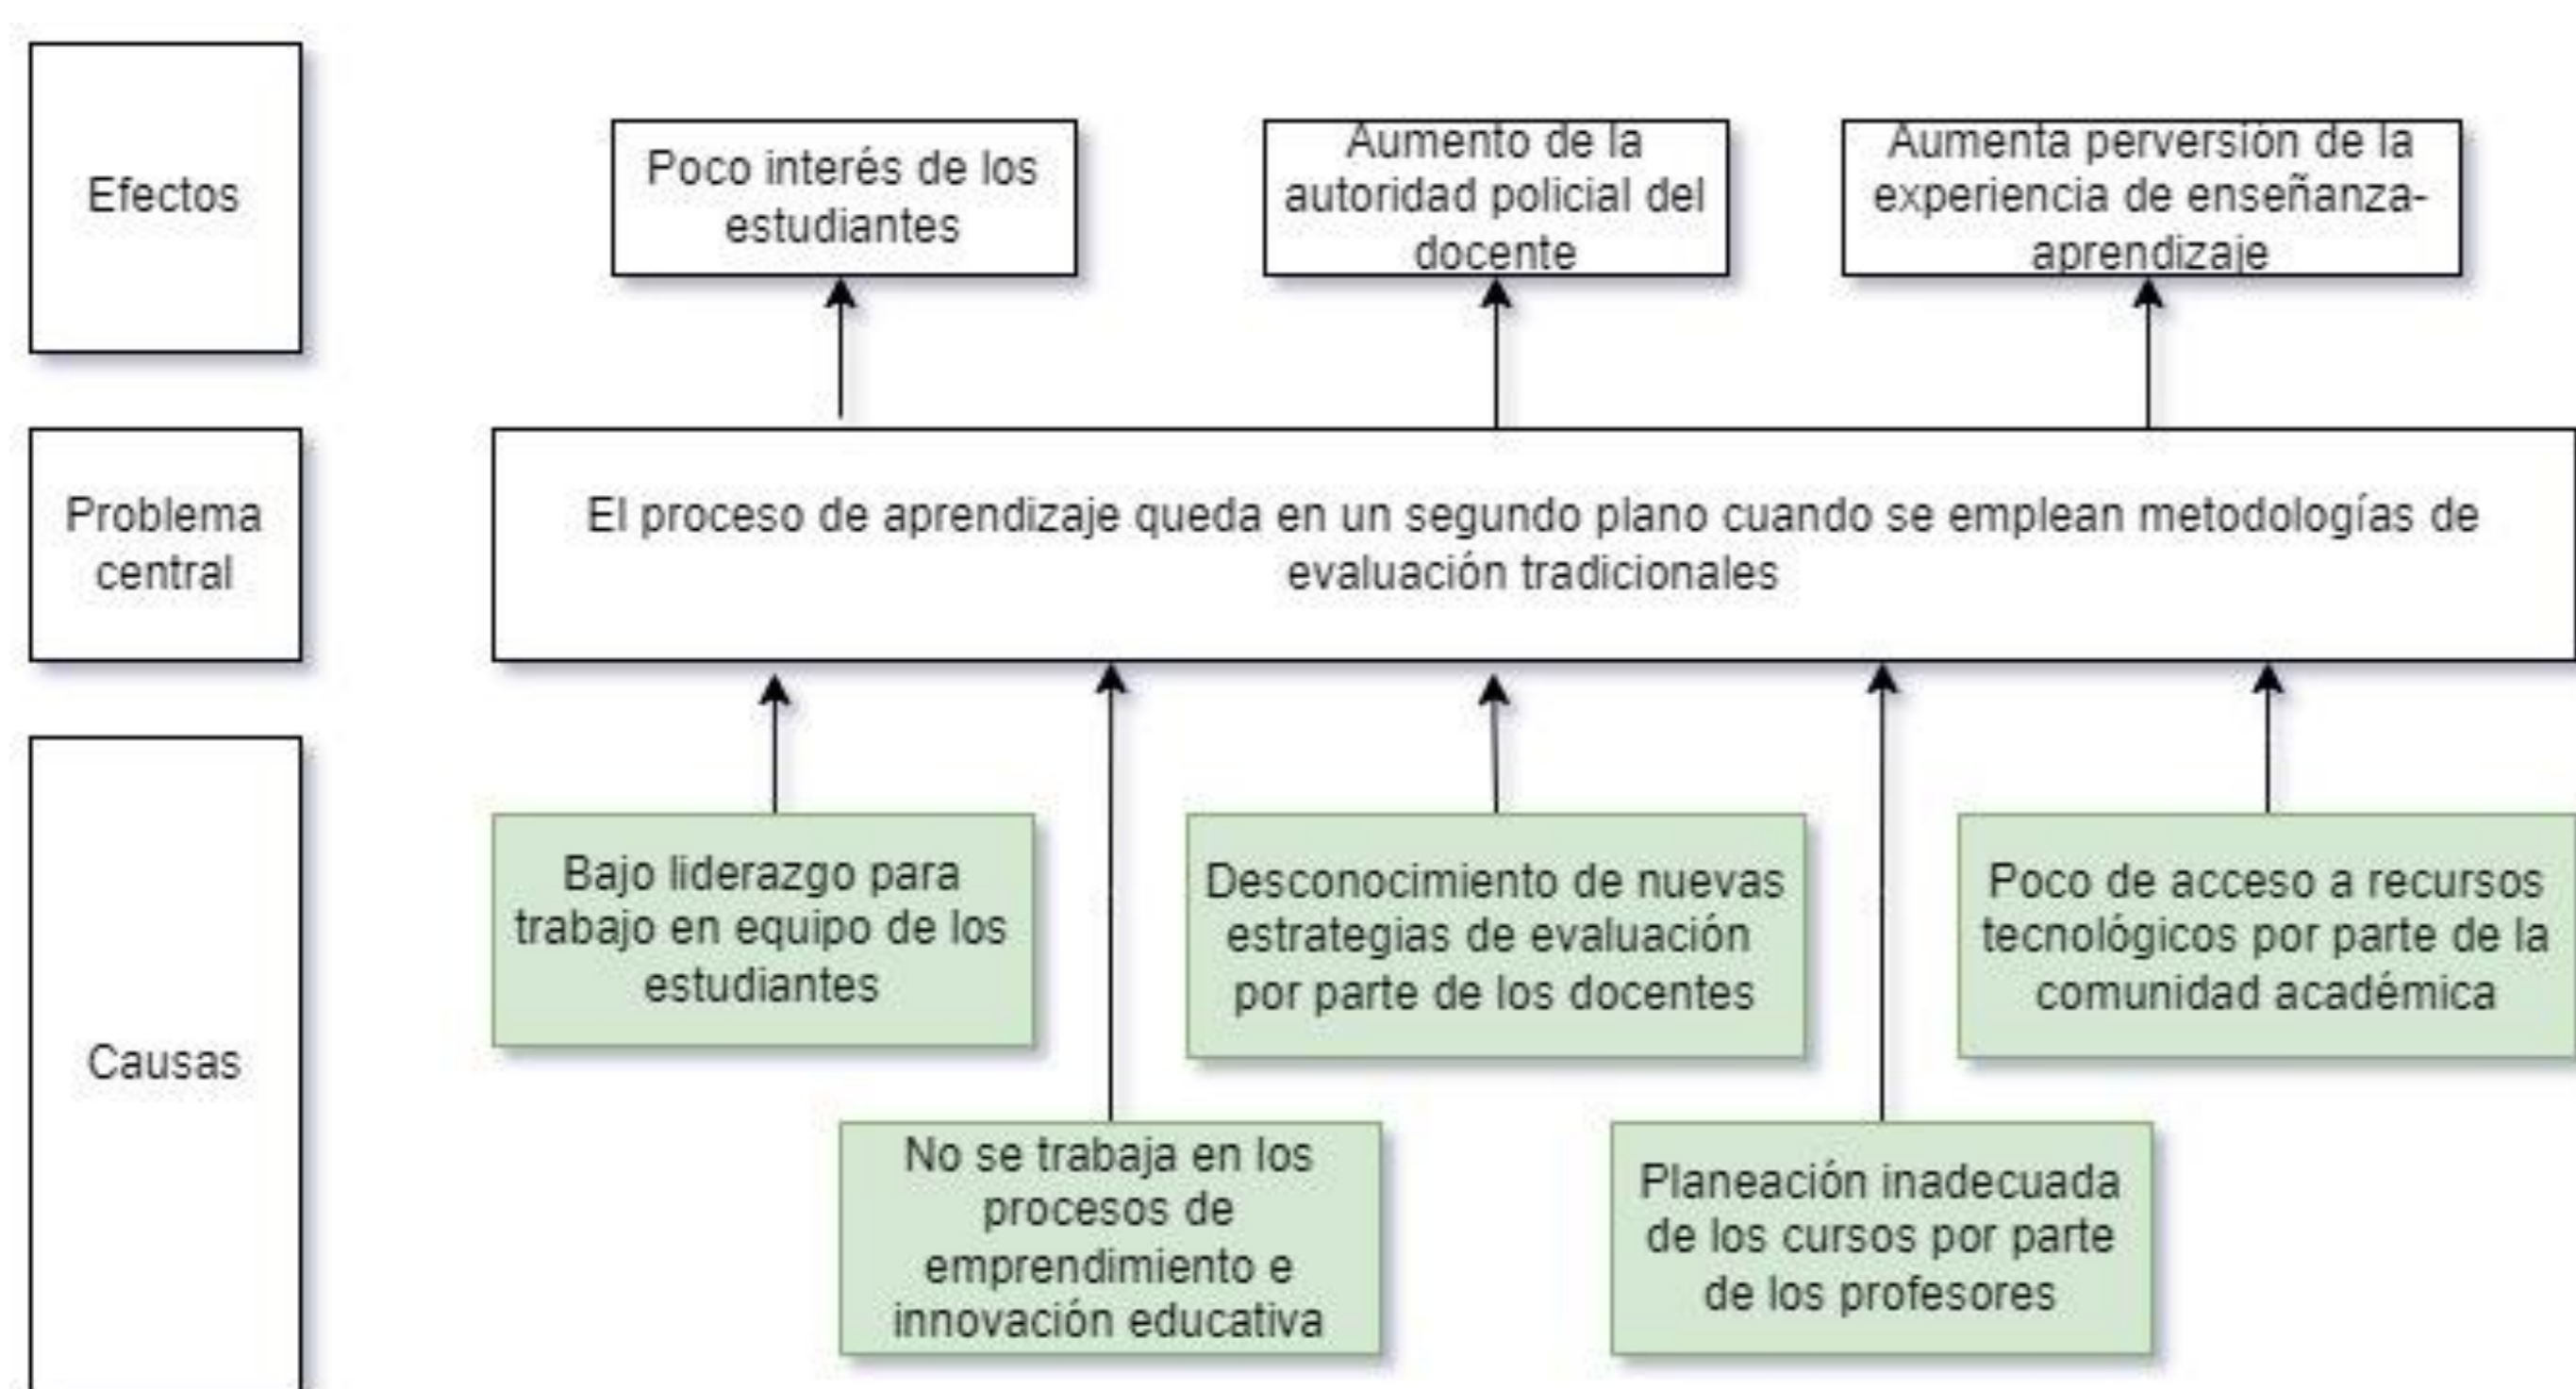 Efectos
Poco interés de los
estudiantes
Aumento de la
autoridad policial del
docente
Aumenta perversión de la
experiencia de enseñanza-
aprendizaje
Problema
central
El proceso de aprendizaje queda en un segundo plano cuando se emplean metodologías de
evaluación tradicionales
Causas
Bajo liderazgo para
trabajo en equipo de los
estudiantes
Desconocimiento de nuevas
estrategias de evaluación
por parte de los docentes
Poco de acceso a recursos
tecnológicos por parte de la
comunidad académica
No se trabaja en los
procesos de
emprendimiento e
innovación educativa
Planeación inadecuada
de los cursos por parte
de los profesores